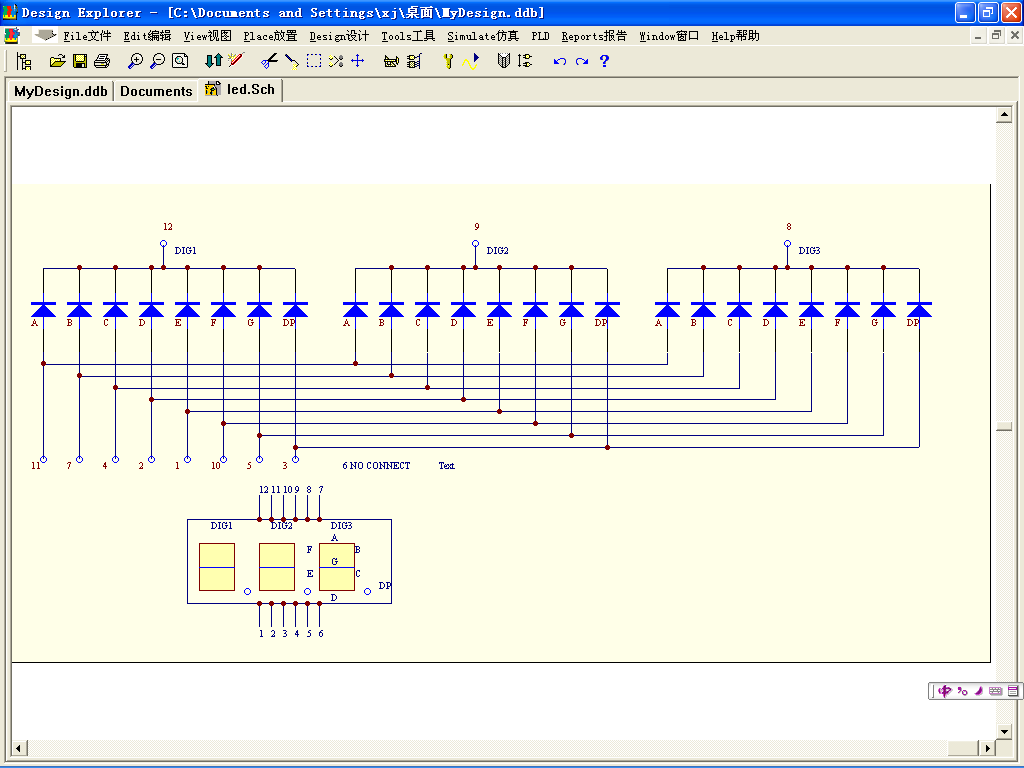 Design Explorer - [C:\Documents and Settings\xj\桌面\MyDesign.ddb]
File文件 Edit编辑 View视图 Place放置 Design设计 Tools工具 Simulate仿真 PLD Reports报告 Window窗口 Help帮助
MyDesign.ddb Documents led.Sch
12 9 8
DIG1 DIG2 DIG3
A B C D E F G DP A B C D E F G DP A B C D E F G DP
11 7 4 2 1 10 5 3 6 NO CONNECT Text
12 11 10 9 8 7
DIG1 DIG2 DIG3
A
F B
G
E C
DP
D
1 2 3 4 5 6
中